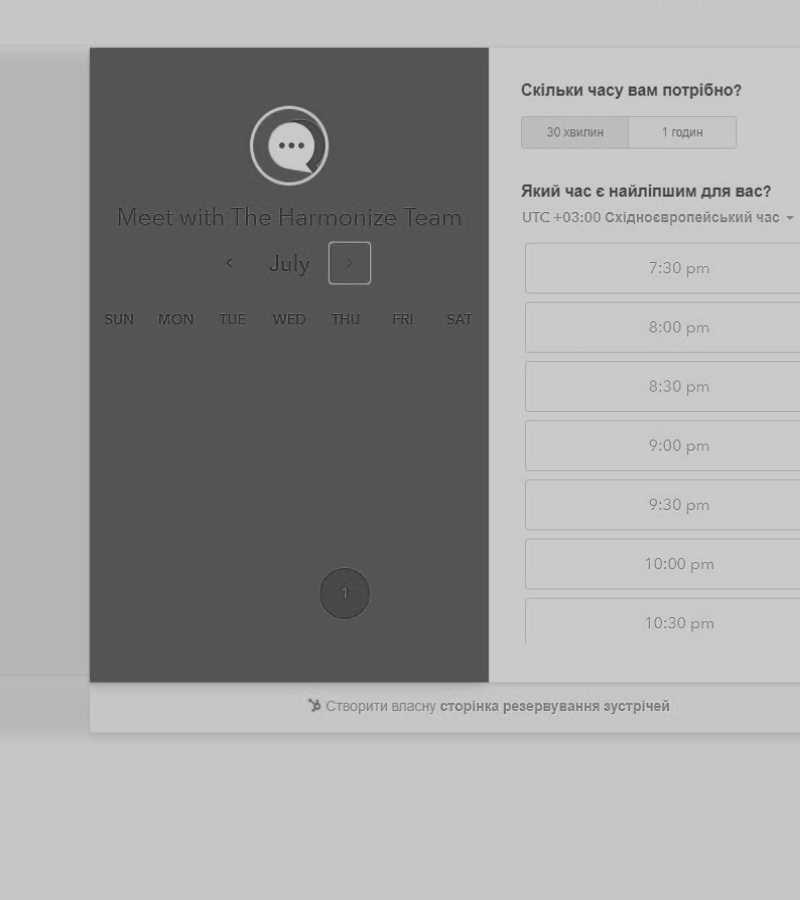 Meet with The Harmonize Team
July
SUN MON TUE WED THU FRI SAT
1
Скільки часу вам потрібно?
30 хвилин 1 годин
Який час є найліпшим для вас?
UTC +03:00 Східноєвропейський час
7:30 pm
8:00 pm
8:30 pm
9:00 pm
9:30 pm
10:00 pm
10:30 pm
Створити власну сторінка резервування зустрічей